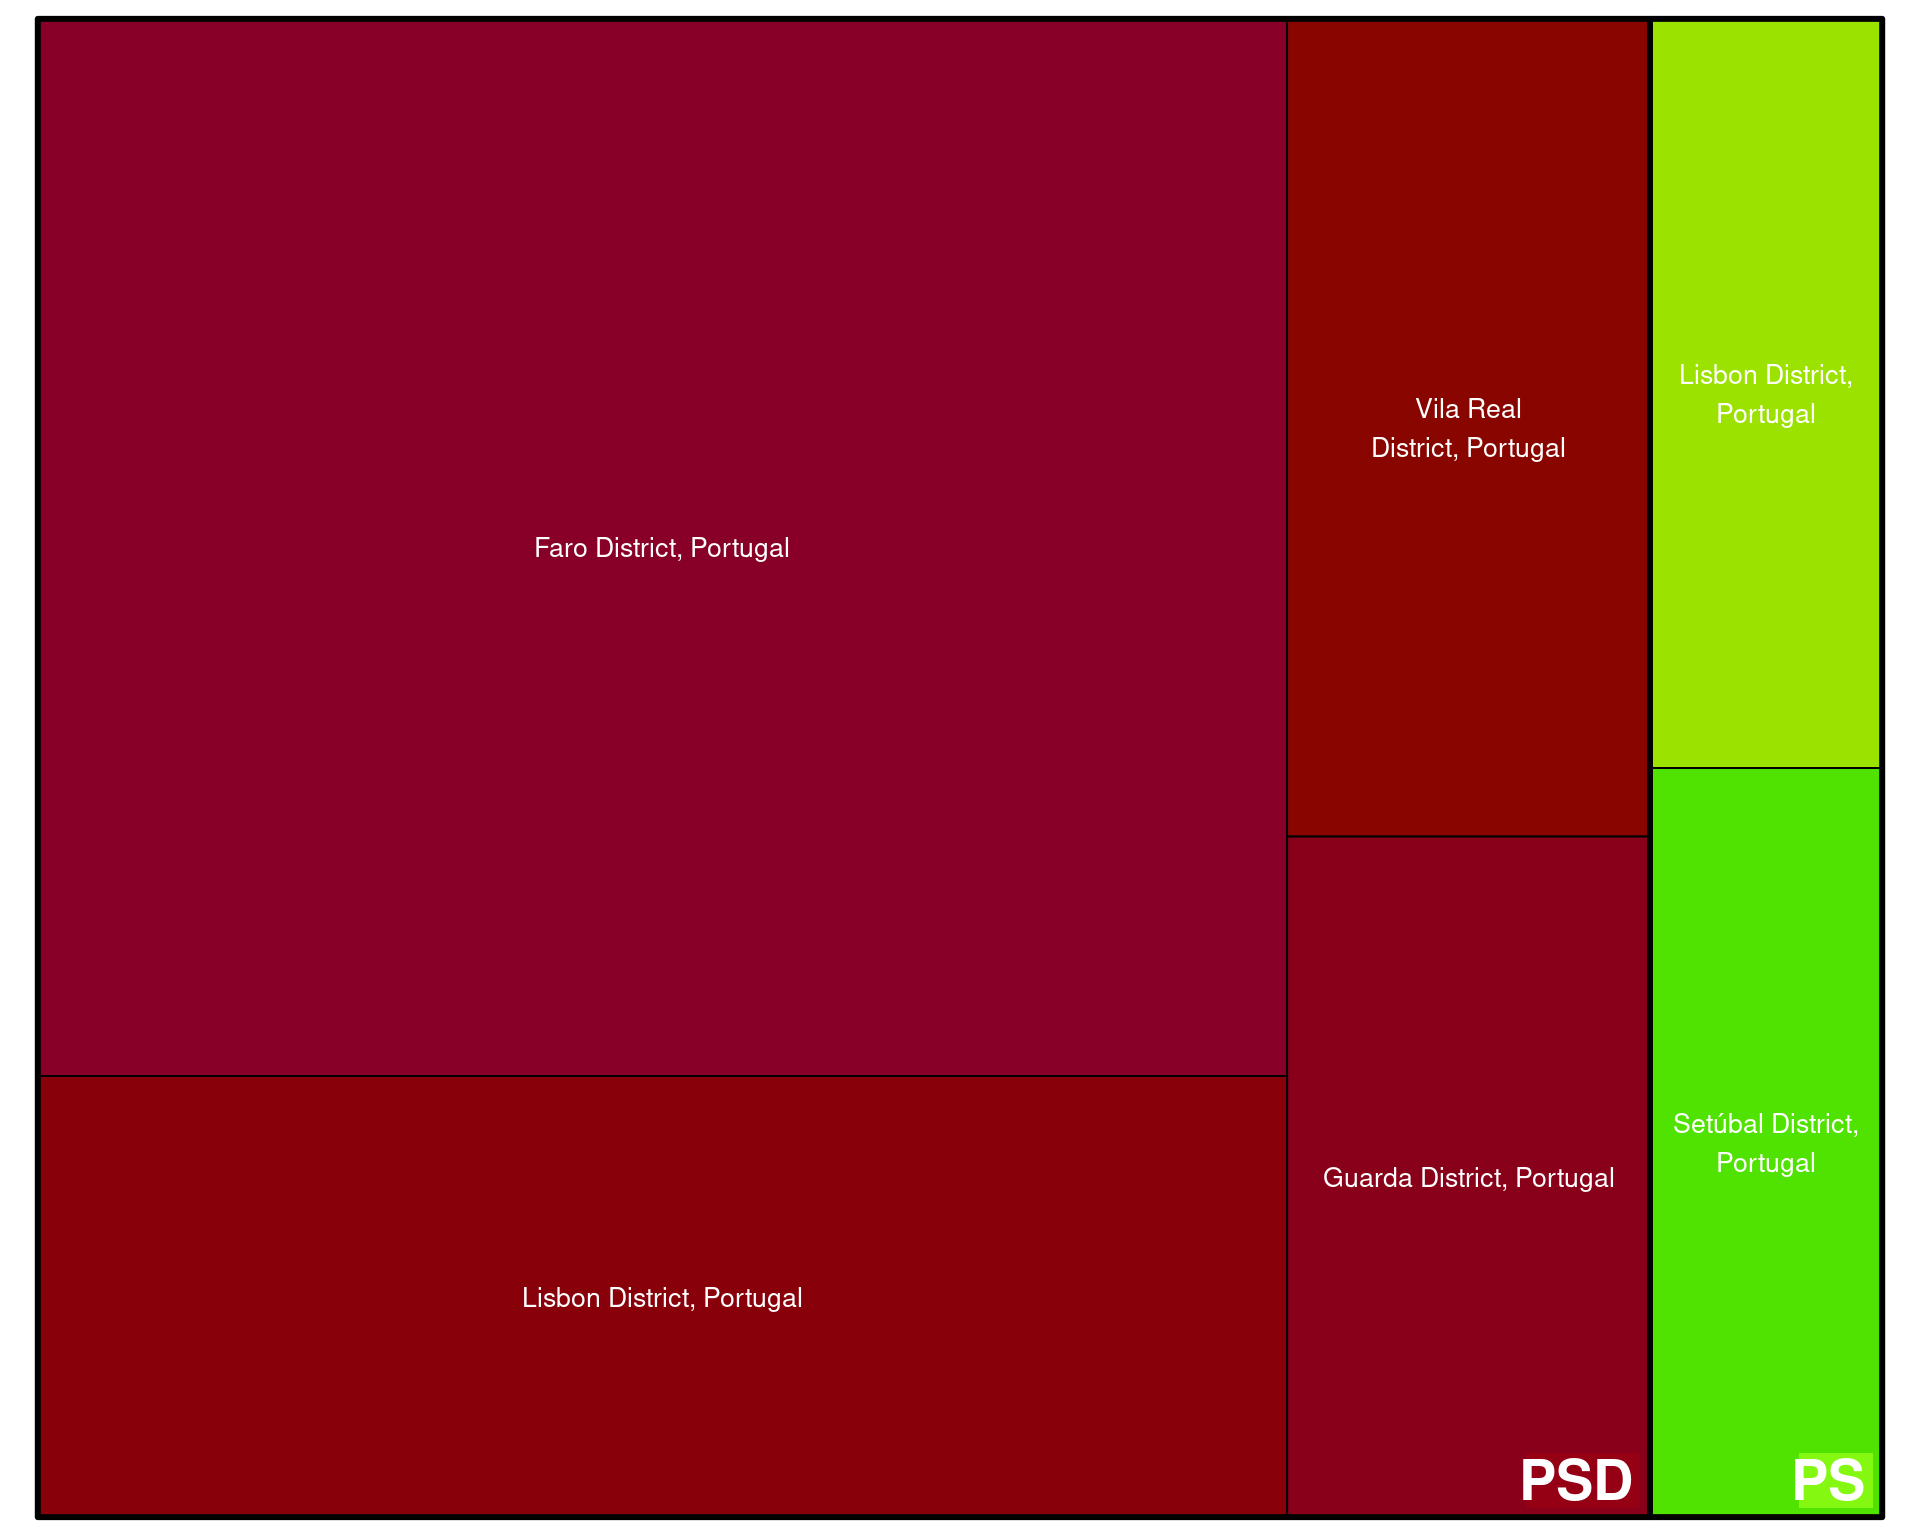 Faro District, Portugal
Lisbon District, Portugal
Vila Real
District, Portugal
Guarda District, Portugal
PSD
Lisbon District,
Portugal
Setúbal District,
Portugal
PS